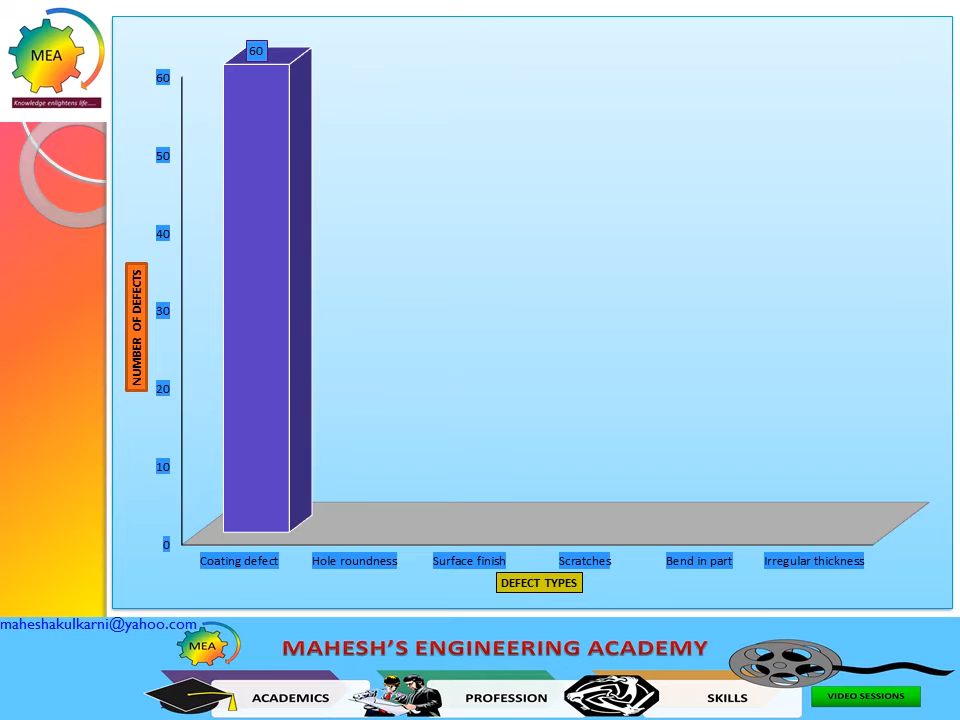 MEA
Knowledge enlightens life.....
60
60
50
40
30
20
10
0
NUMBER OF DEFECTS
Coating defect
Hole roundness
Surface finish
Scratches
Bend in part
Irregular thickness
DEFECT TYPES
maheshakulkarni@yahoo.com
MEA
MAHESH'S ENGINEERING ACADEMY
ACADEMICS
PROFESSION
SKILLS
VIDEO SESSIONS